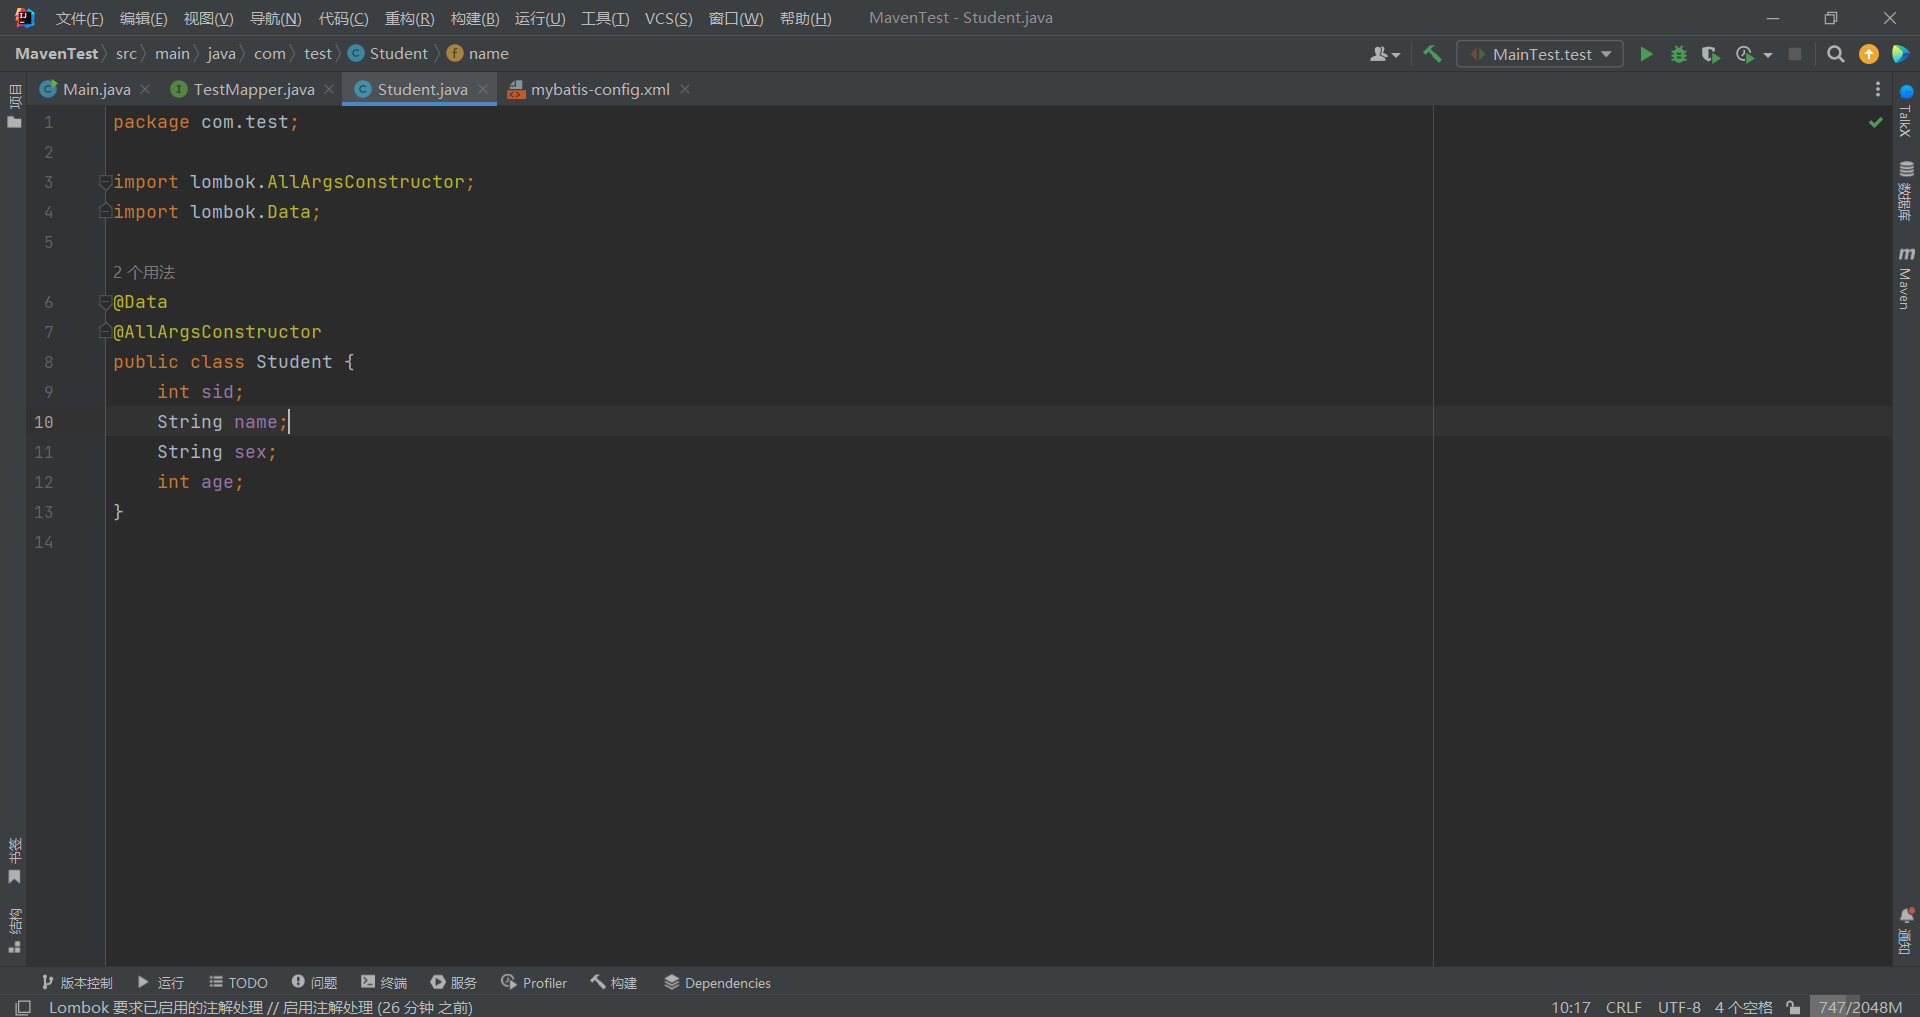 文件(F) 编辑(E) 视图(V) 导航(N) 代码(C) 重构(R) 构建(B) 运行(U) 工具(T) VCS(S) 窗口(W) 帮助(H) MavenTest - Student.java
MavenTest src main java com test Student name MainTest.test
Main.java TestMapper.java Student.java mybatis-config.xml
项目
1 package com.test;
2
3 import lombok.AllArgsConstructor;
4 import lombok.Data;
5
2 个用法
6 @Data
7 @AllArgsConstructor
8 public class Student {
9 int sid;
10 String name;
11 String sex;
12 int age;
13 }
14
TalkX
数据库
Maven
书签
结构
通知
版本控制 运行 TODO 问题 终端 服务 Profiler 构建 Dependencies
Lombok 要求已启用的注解处理 // 启用注解处理 (26 分钟 之前) 10:17 CRLF UTF-8 4 个空格 747/2048M